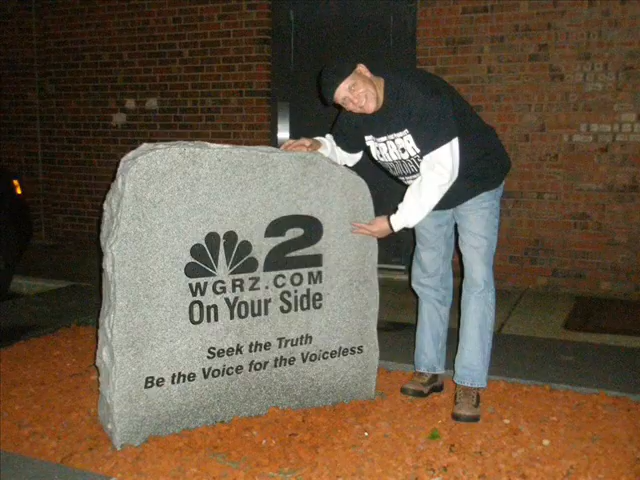 2
WGRZ.COM
On Your Side
Seek the Truth
Be the Voice for the Voiceless